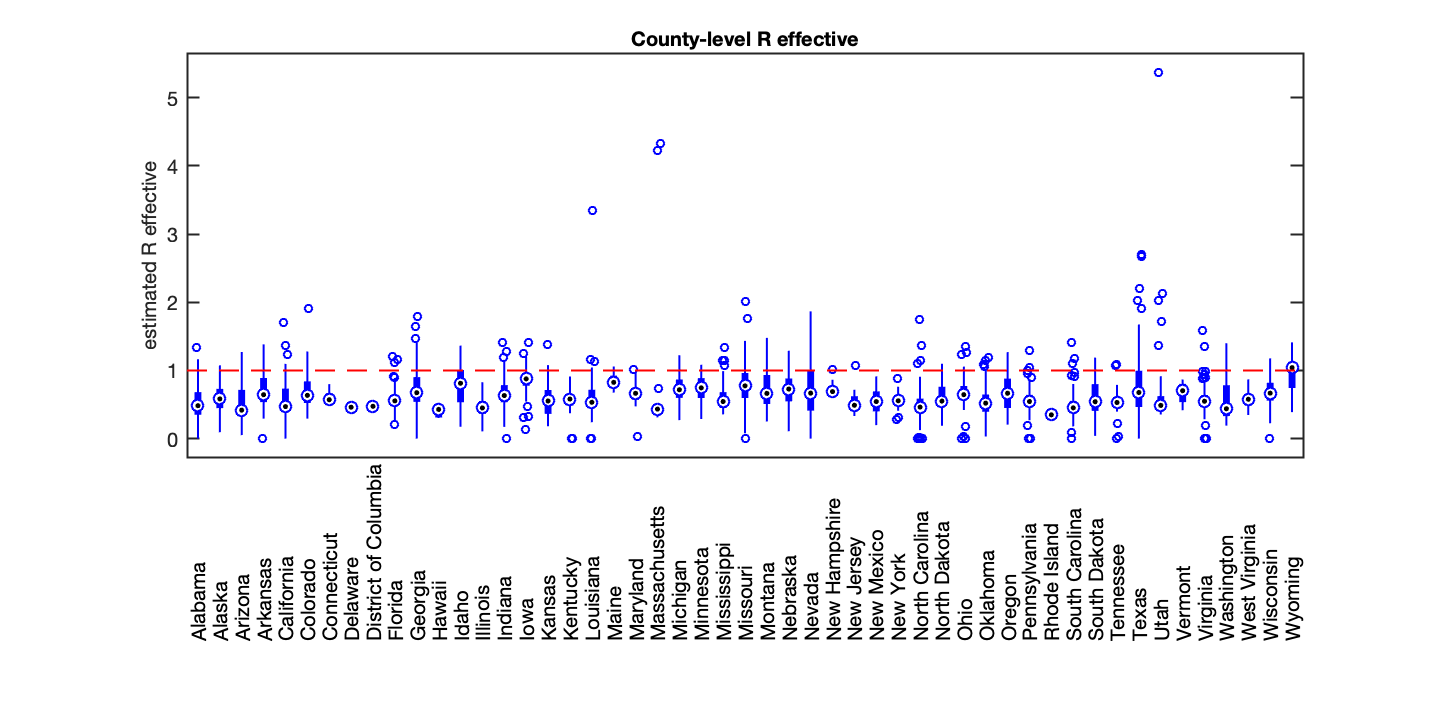 County-level R effective
estimated R effective
5
4
3
2
1
0
Alabama
Alaska
Arizona
Arkansas
California
Colorado
Connecticut
Delaware
District of Columbia
Florida
Georgia
Hawaii
Idaho
Illinois
Indiana
Iowa
Kansas
Kentucky
Louisiana
Maine
Maryland
Massachusetts
Michigan
Minnesota
Mississippi
Missouri
Montana
Nebraska
Nevada
New Hampshire
New Jersey
New Mexico
New York
North Carolina
North Dakota
Ohio
Oklahoma
Oregon
Pennsylvania
Rhode Island
South Carolina
South Dakota
Tennessee
Texas
Utah
Vermont
Virginia
Washington
West Virginia
Wisconsin
Wyoming